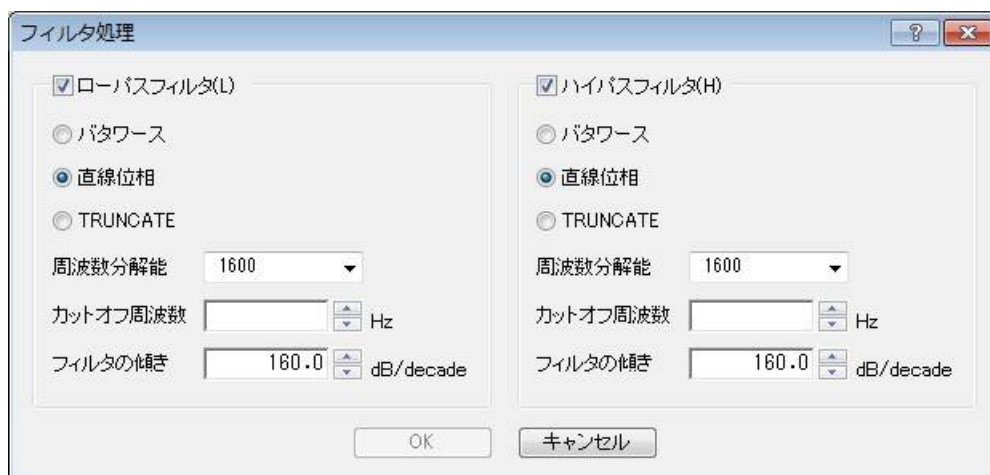 フィルタ処理
ローパスフィルタ(L)
バタワース
直線位相
TRUNCATE
周波数分解能 1600
カットオフ周波数 Hz
フィルタの傾き 160.0 dB/decade
ハイパスフィルタ(H)
バタワース
直線位相
TRUNCATE
周波数分解能 1600
カットオフ周波数 Hz
フィルタの傾き 160.0 dB/decade
OK キャンセル